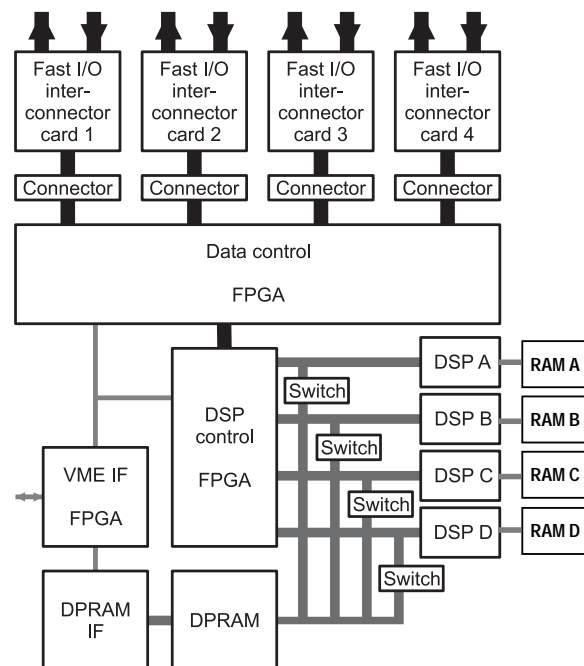 Fast I/O
inter-
connector
card 1
Fast I/O
inter-
connector
card 2
Fast I/O
inter-
connector
card 3
Fast I/O
inter-
connector
card 4
Connector
Connector
Connector
Connector
Data control
FPGA
DSP
control
FPGA
Switch
Switch
Switch
Switch
DSP A
RAM A
DSP B
RAM B
DSP C
RAM C
DSP D
RAM D
VME IF
FPGA
DPRAM
IF
DPRAM